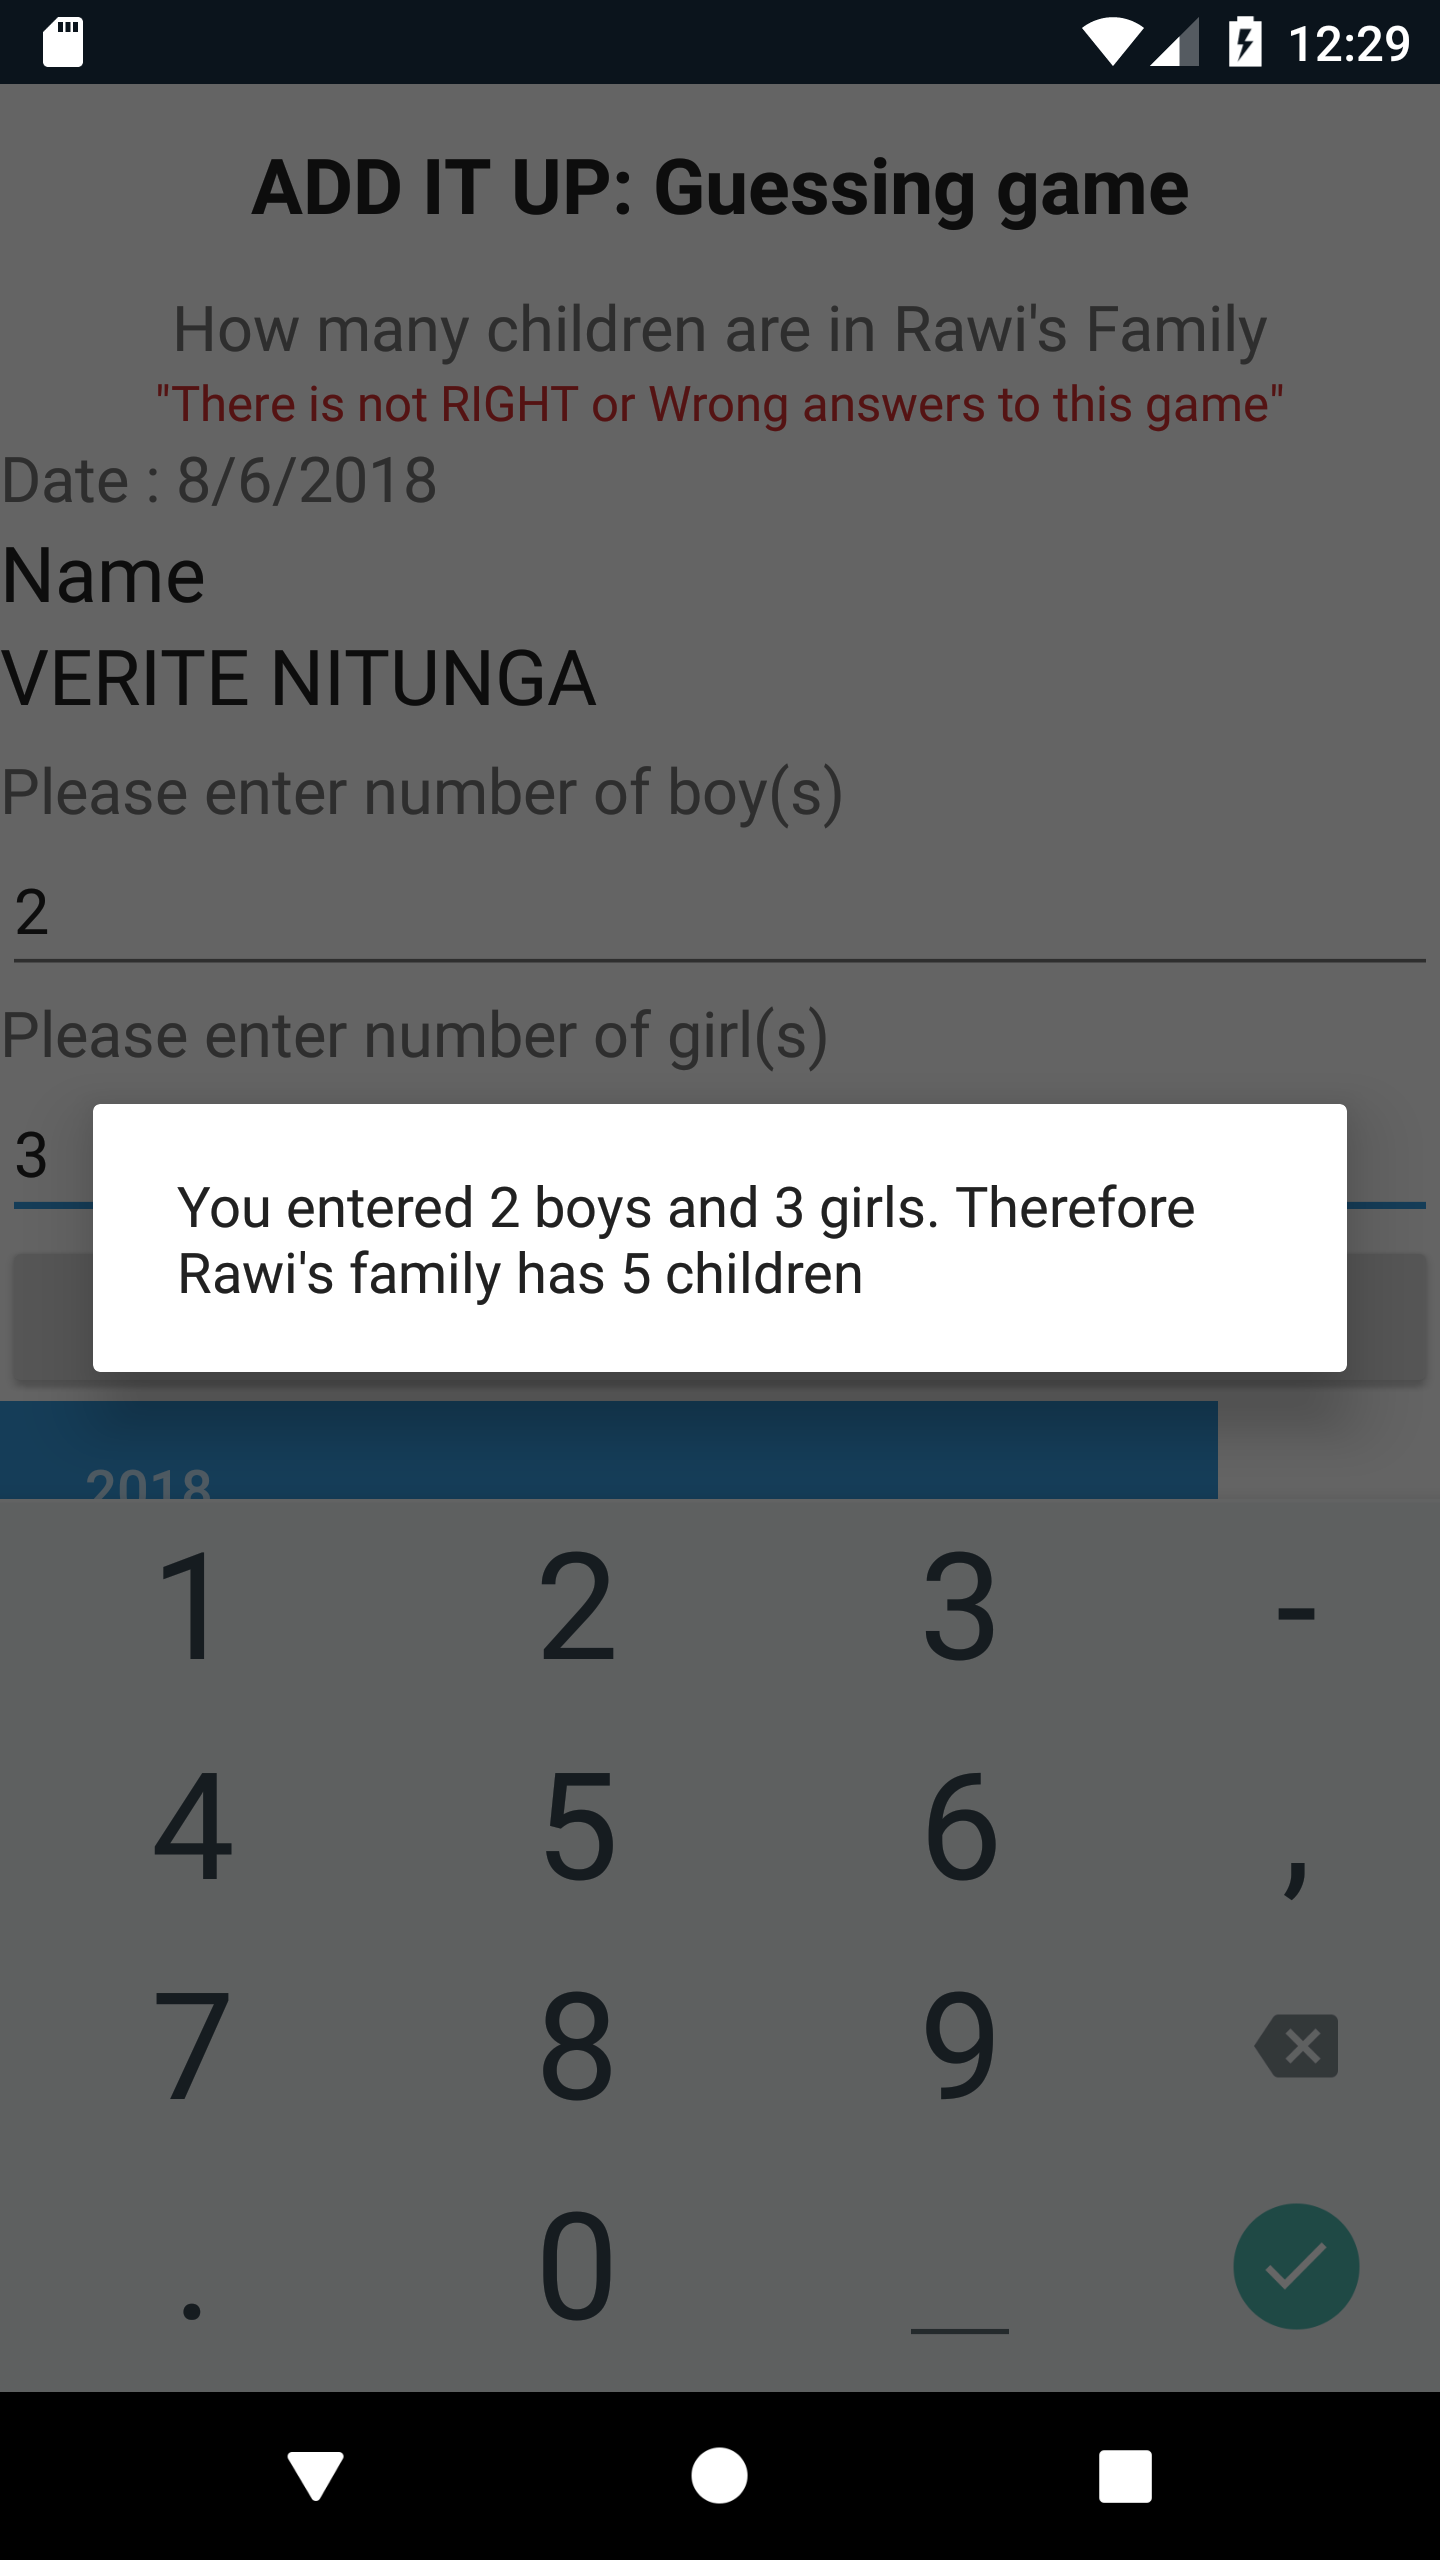 12:29
ADD IT UP: Guessing game
How many children are in Rawi's Family
"There is not RIGHT or Wrong answers to this game"
Date : 8/6/2018
Name
VERITE NITUNGA
Please enter number of boy(s)
2
Please enter number of girl(s)
3
You entered 2 boys and 3 girls. Therefore
Rawi's family has 5 children
2018
1 2 3 -
4 5 6 ,
7 8 9
. 0 _